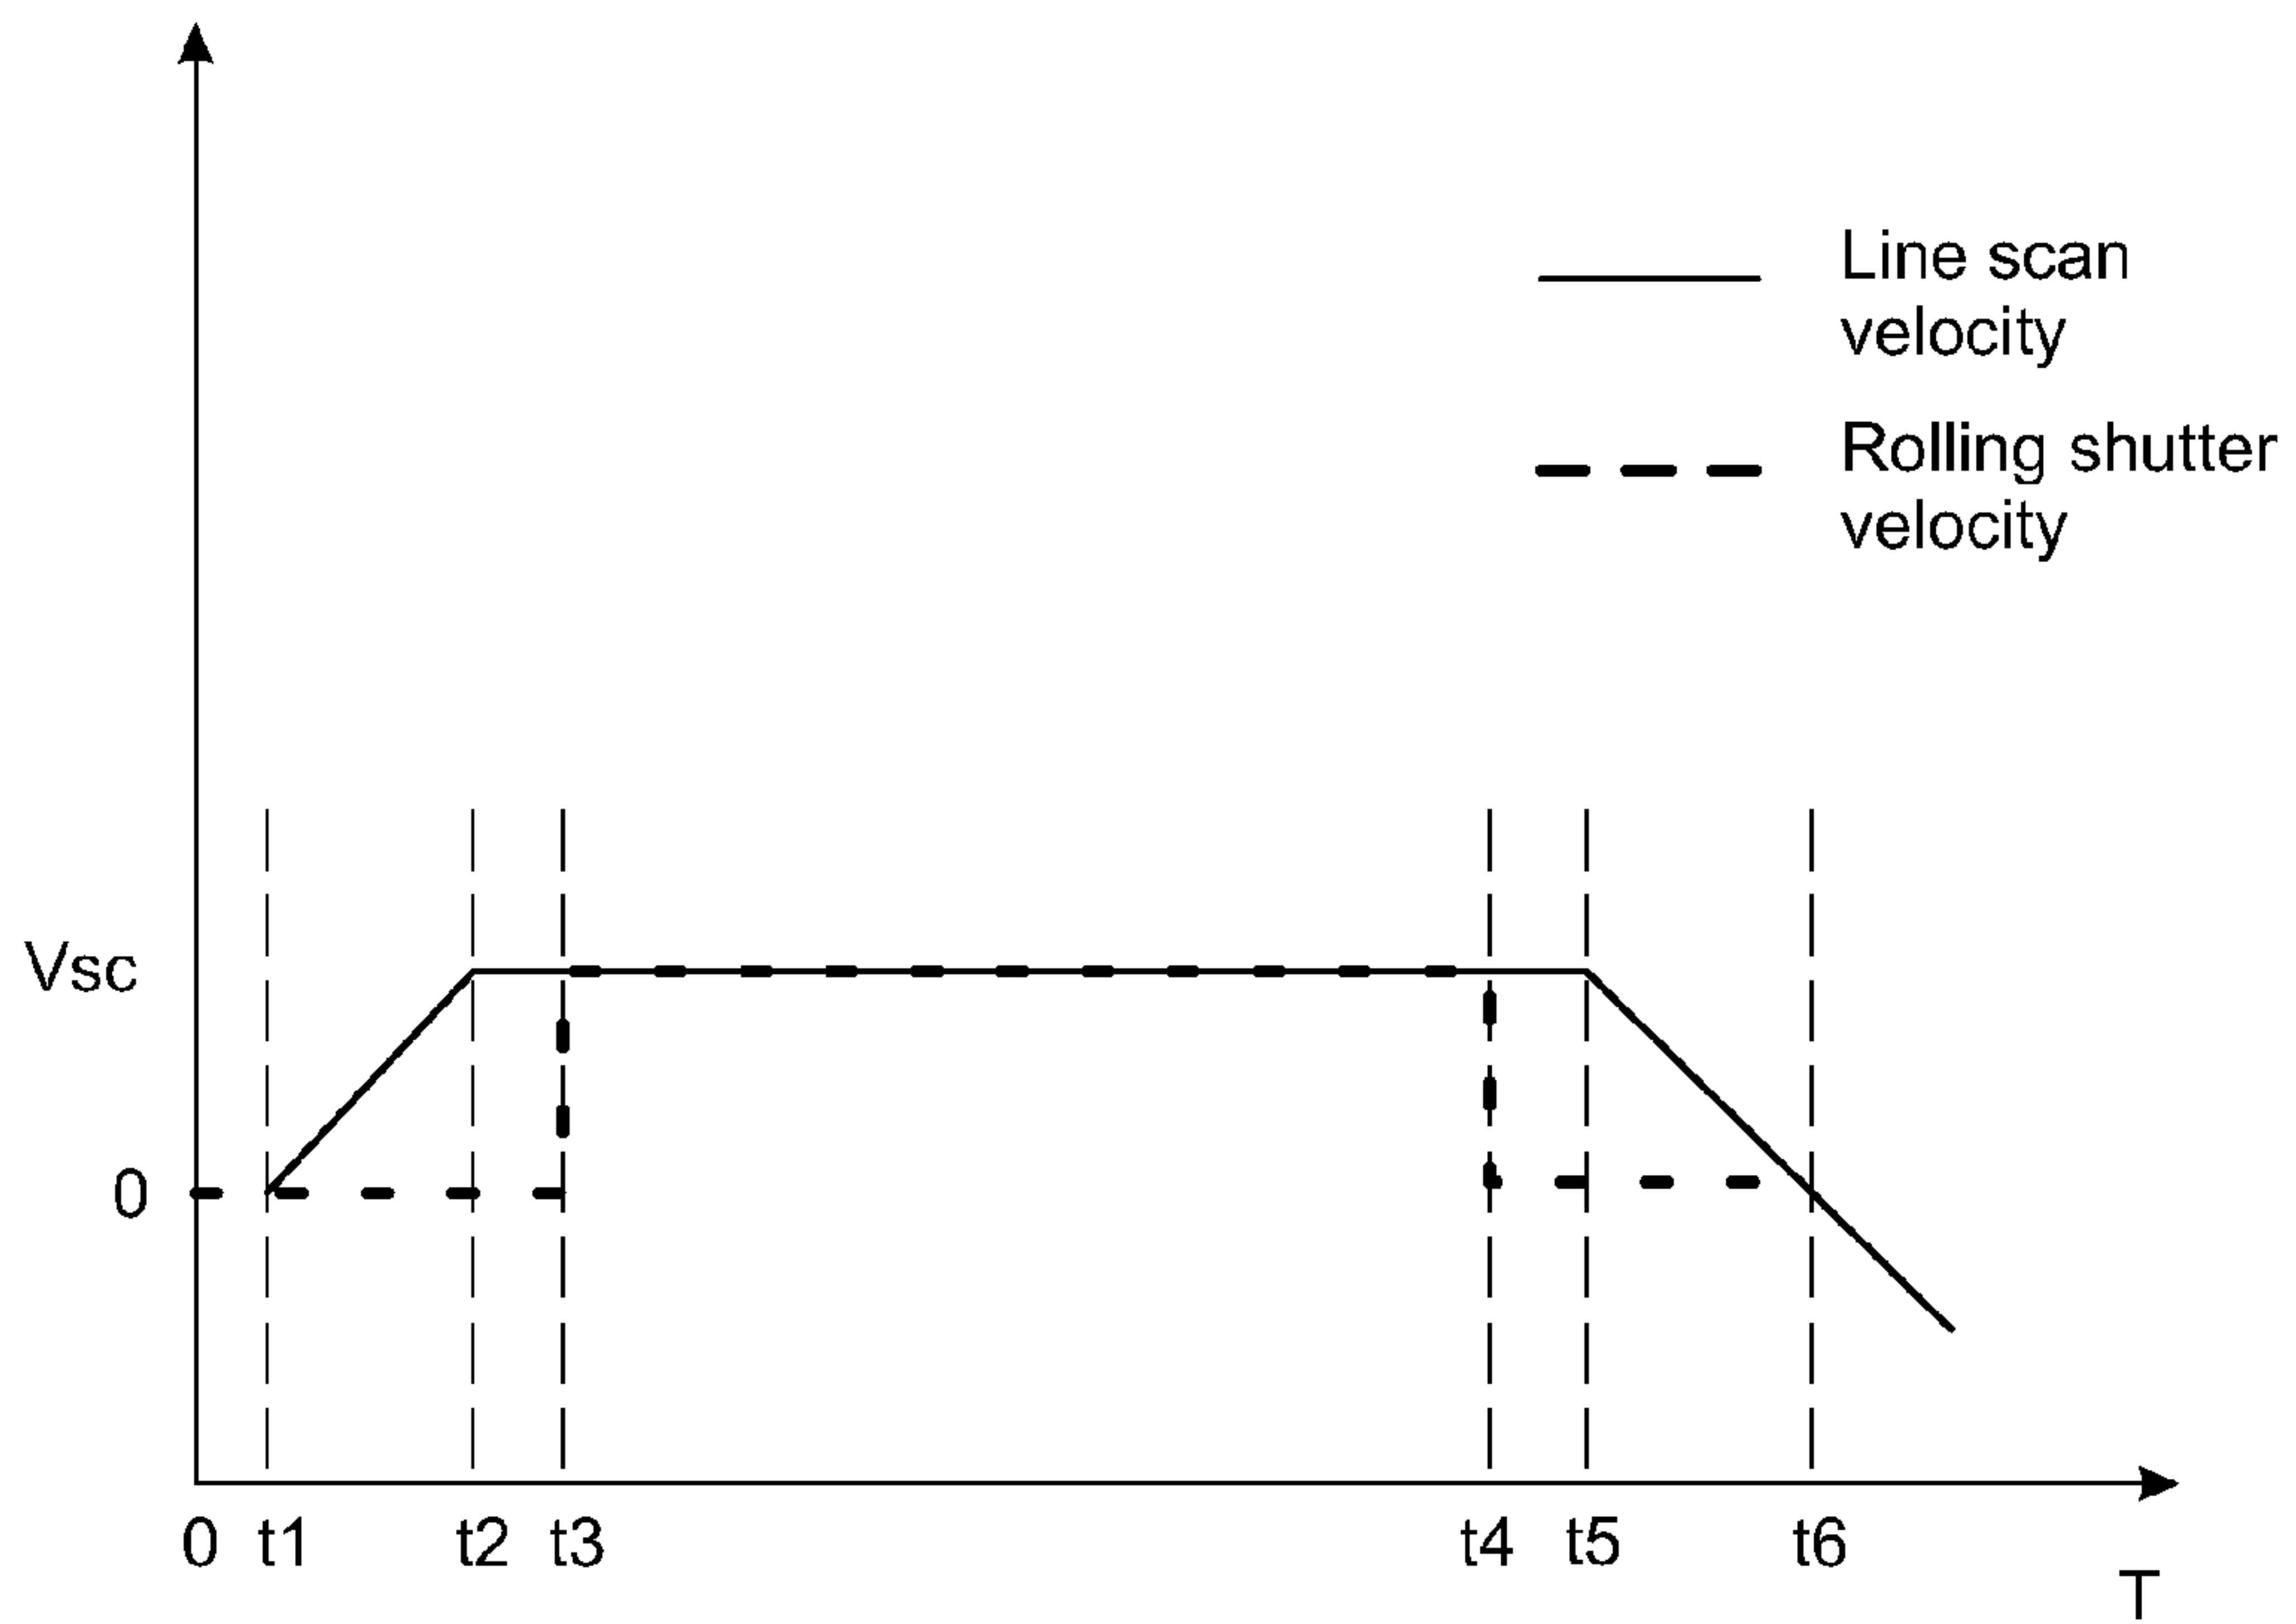 Line scan
velocity
Rolling shutter
velocity
Vsc
0
0 t1 t2 t3 t4 t5 t6
T